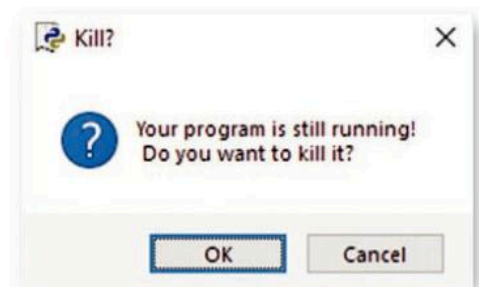 Kill?
Your program is still running!
Do you want to kill it?
OK
Cancel